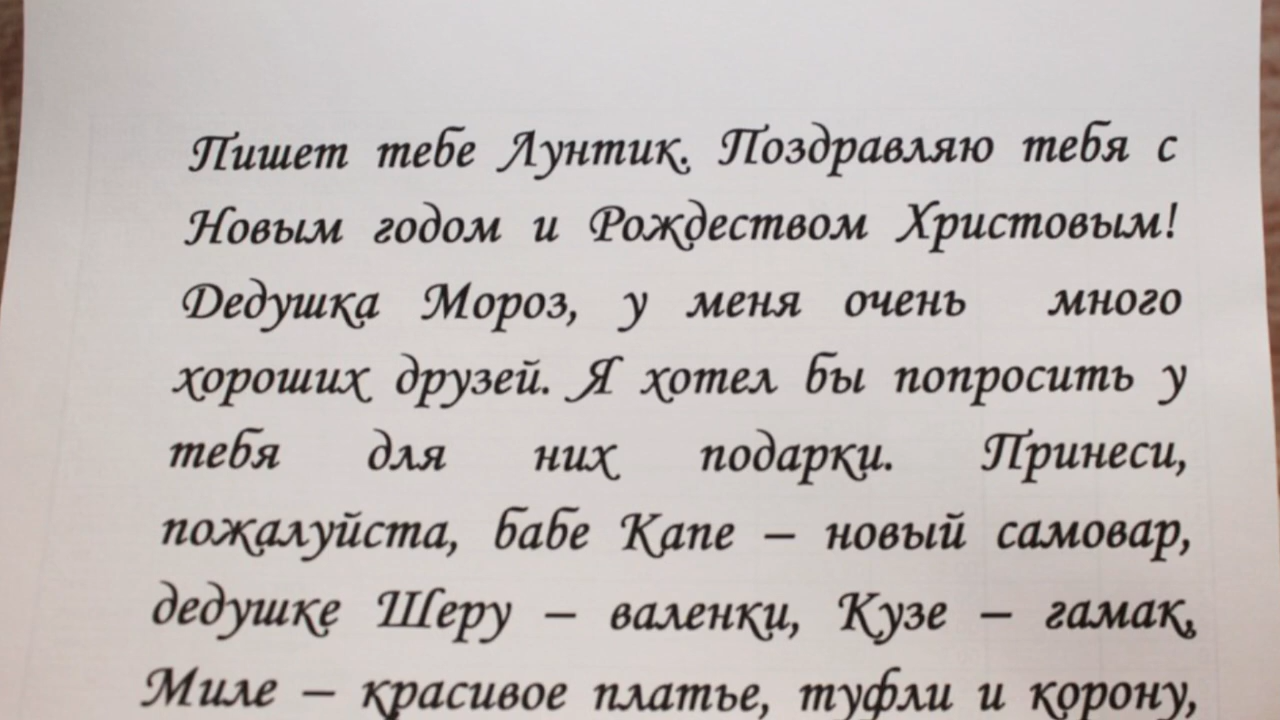 Пишет тебе Лунтик. Поздравляю тебя с
Новым годом и Рождеством Христовым!
Дедушка Мороз, у меня очень много
хороших друзей. Я хотел бы попросить у
тебя для них подарки. Принеси,
пожалуйста, бабе Капе – новый самовар,
дедушке Шеру – валенки, Кузе – гамак,
Миле – красивое платье, туфли и корону,